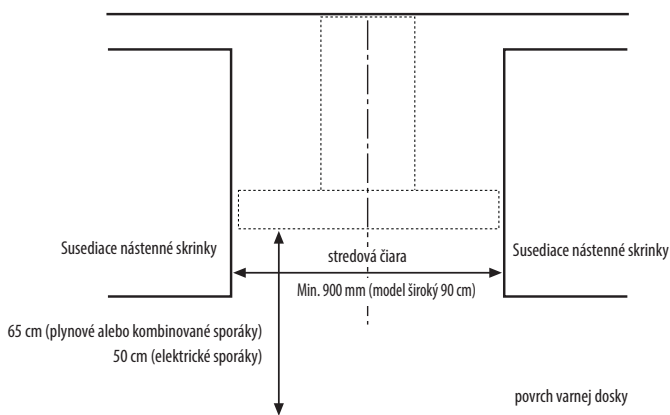 Susediace nástenné skrinky
stredová čiara
Susediace nástenné skrinky
Min. 900 mm (model široký 90 cm)
65 cm (plynové alebo kombinované sporáky)
50 cm (elektrické sporáky)
povrch varnej dosky